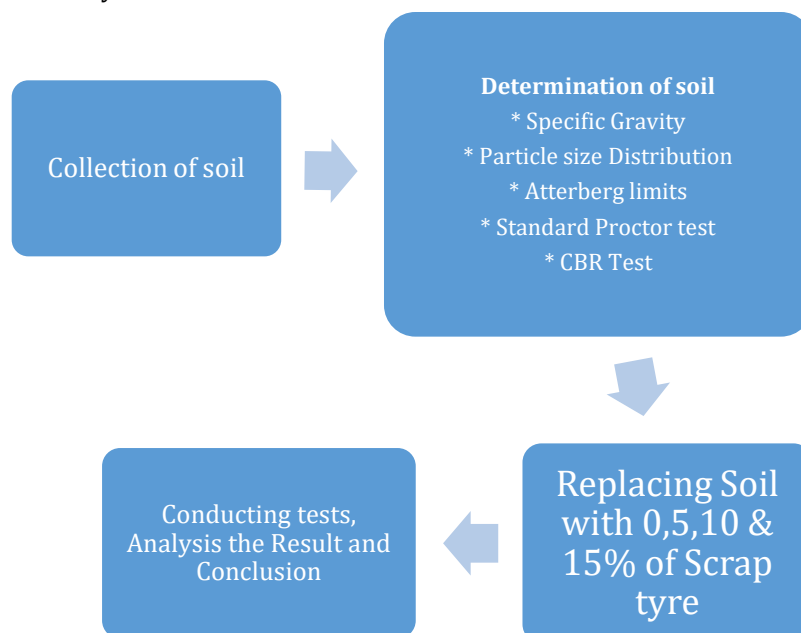 Collection of soil
Determination of soil
* Specific Gravity
* Particle size Distribution
* Atterberg limits
* Standard Proctor test
* CBR Test
Replacing Soil
with 0,5,10 &
15% of Scrap
tyre
Conducting tests,
Analysis the Result and
Conclusion